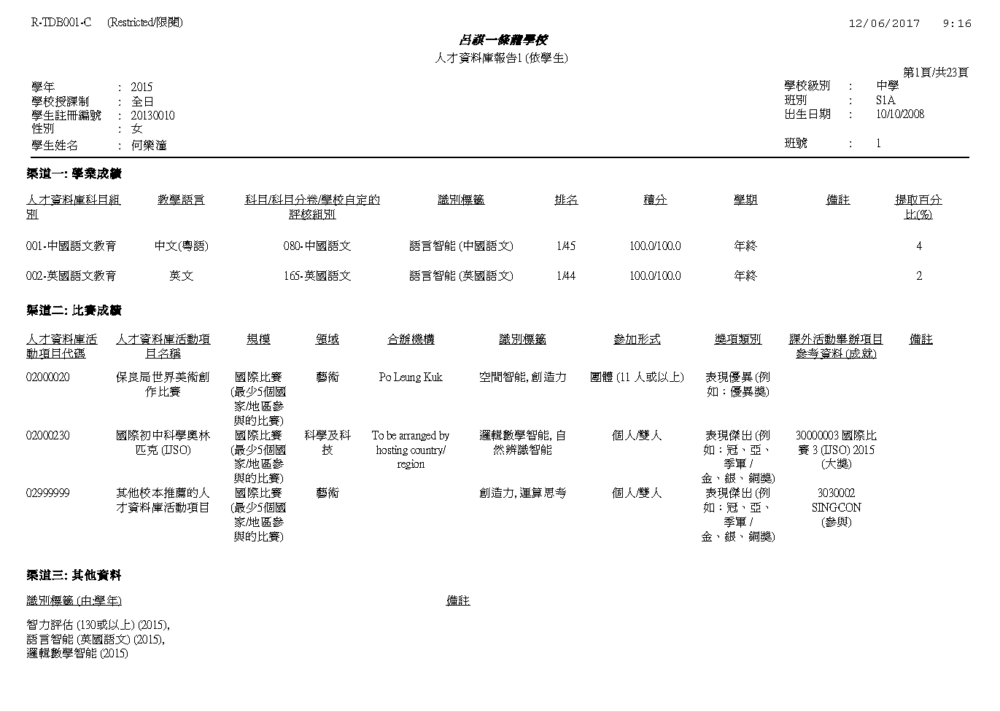 R-TDB001-C (Restricted/限閱) 12/06/2017 9:16
呂祺一條龍學校
人才資料庫報告1 (依學生)
第1頁/共23頁
學年 : 2015 學校級別 : 中學
學校授課制 : 全日 班別 : S1A
學生註冊編號 : 20130010 出生日期 : 10/10/2008
性別 : 女
學生姓名 : 何樂潼 班號 : 1
渠道一: 學業成績
人才資料庫科目組 教學語言 科目/科目分卷/學校自定的 識別標籤 排名 積分 學期 備註 提取百分
別 評核組別 比(%)
001-中國語文教育 中文(粵語) 080-中國語文 語言智能 (中國語文) 1/45 100.0/100.0 年終 4
002-英國語文教育 英文 165-英國語文 語言智能 (英國語文) 1/44 100.0/100.0 年終 2
渠道二: 比賽成績
人才資料庫活 人才資料庫活動項 規模 領域 合辦機構 識別標籤 參加形式 獎項類別 課外活動舉辦項目 備註
動項目代碼 目名稱 參考資料 (成就)
02000020 保良局世界美術創 國際比賽 藝術 Po Leung Kuk 空間智能, 創造力 團體 (11 人或以上) 表現優異 (例
作比賽 (最少5個國 如：優異獎)
家/地區參
與的比賽)
02000230 國際初中科學奧林 國際比賽 科學及科 To be arranged by 邏輯數學智能, 自 個人/雙人 表現傑出 (例 30000003 國際比
匹克 (IJSO) (最少5個國 技 hosting country/ 然辨識智能 如：冠、亞、 賽 3 (IJSO) 2015
家/地區參 region 季軍 / (大獎)
與的比賽) 金、銀、銅獎)
02999999 其他校本推薦的人 國際比賽 藝術 創造力, 運算思考 個人/雙人 表現傑出 (例 3030002
才資料庫活動項目 (最少5個國 如：冠、亞、 SINGCON
家/地區參 季軍 / (參與)
與的比賽) 金、銀、銅獎)
渠道三: 其他資料
識別標籤 (由:學年) 備註
智力評估 (130或以上) (2015),
語言智能 (英國語文) (2015),
邏輯數學智能 (2015)